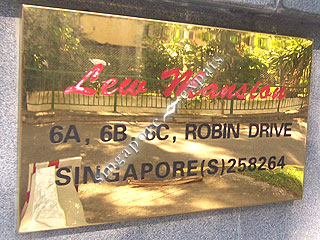 Lew Mansion
6A, 6B, 6C, ROBIN DRIVE
SINGAPORE(S)258264